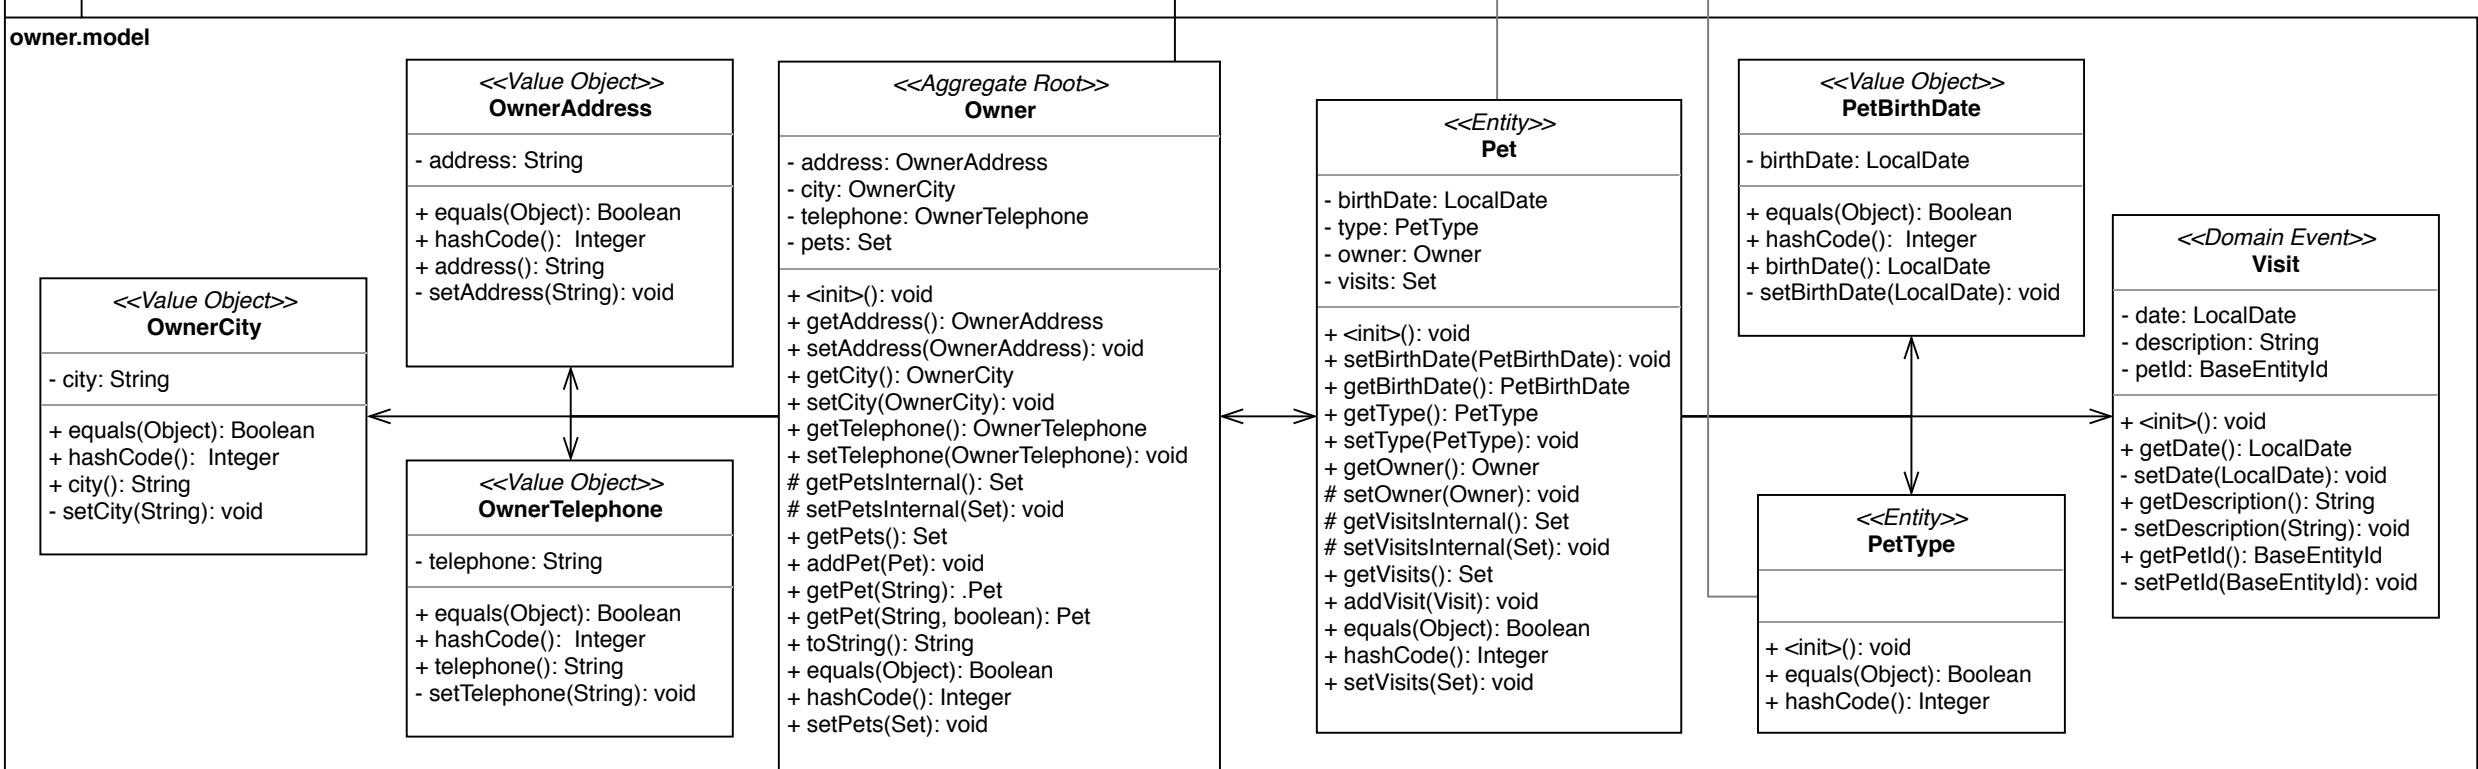 owner.model
<<Value Object>>
OwnerCity
- city: String
+ equals(Object): Boolean
+ hashCode():  Integer
+ city(): String
- setCity(String): void
<<Value Object>>
OwnerAddress
- address: String
+ equals(Object): Boolean
+ hashCode():  Integer
+ address(): String
- setAddress(String): void
<<Value Object>>
OwnerTelephone
- telephone: String
+ equals(Object): Boolean
+ hashCode():  Integer
+ telephone(): String
- setTelephone(String): void
<<Aggregate Root>>
Owner
- address: OwnerAddress
- city: OwnerCity
- telephone: OwnerTelephone
- pets: Set
+ <init>(): void
+ getAddress(): OwnerAddress
+ setAddress(OwnerAddress): void
+ getCity(): OwnerCity
+ setCity(OwnerCity): void
+ getTelephone(): OwnerTelephone
+ setTelephone(OwnerTelephone): void
# getPetsInternal(): Set
# setPetsInternal(Set): void
+ getPets(): Set
+ addPet(Pet): void
+ getPet(String): .Pet
+ getPet(String, boolean): Pet
+ toString(): String
+ equals(Object): Boolean
+ hashCode(): Integer
+ setPets(Set): void
<<Entity>>
Pet
- birthDate: LocalDate
- type: PetType
- owner: Owner
- visits: Set
+ <init>(): void
+ setBirthDate(PetBirthDate): void
+ getBirthDate(): PetBirthDate
+ getType(): PetType
+ setType(PetType): void
+ getOwner(): Owner
# setOwner(Owner): void
# getVisitsInternal(): Set
# setVisitsInternal(Set): void
+ getVisits(): Set
+ addVisit(Visit): void
+ equals(Object): Boolean
+ hashCode(): Integer
+ setVisits(Set): void
<<Value Object>>
PetBirthDate
- birthDate: LocalDate
+ equals(Object): Boolean
+ hashCode():  Integer
+ birthDate(): LocalDate
- setBirthDate(LocalDate): void
<<Entity>>
PetType
+ <init>(): void
+ equals(Object): Boolean
+ hashCode(): Integer
<<Domain Event>>
Visit
- date: LocalDate
- description: String
- petId: BaseEntityId
+ <init>(): void
+ getDate(): LocalDate
- setDate(LocalDate): void
+ getDescription(): String
- setDescription(String): void
+ getPetId(): BaseEntityId
- setPetId(BaseEntityId): void